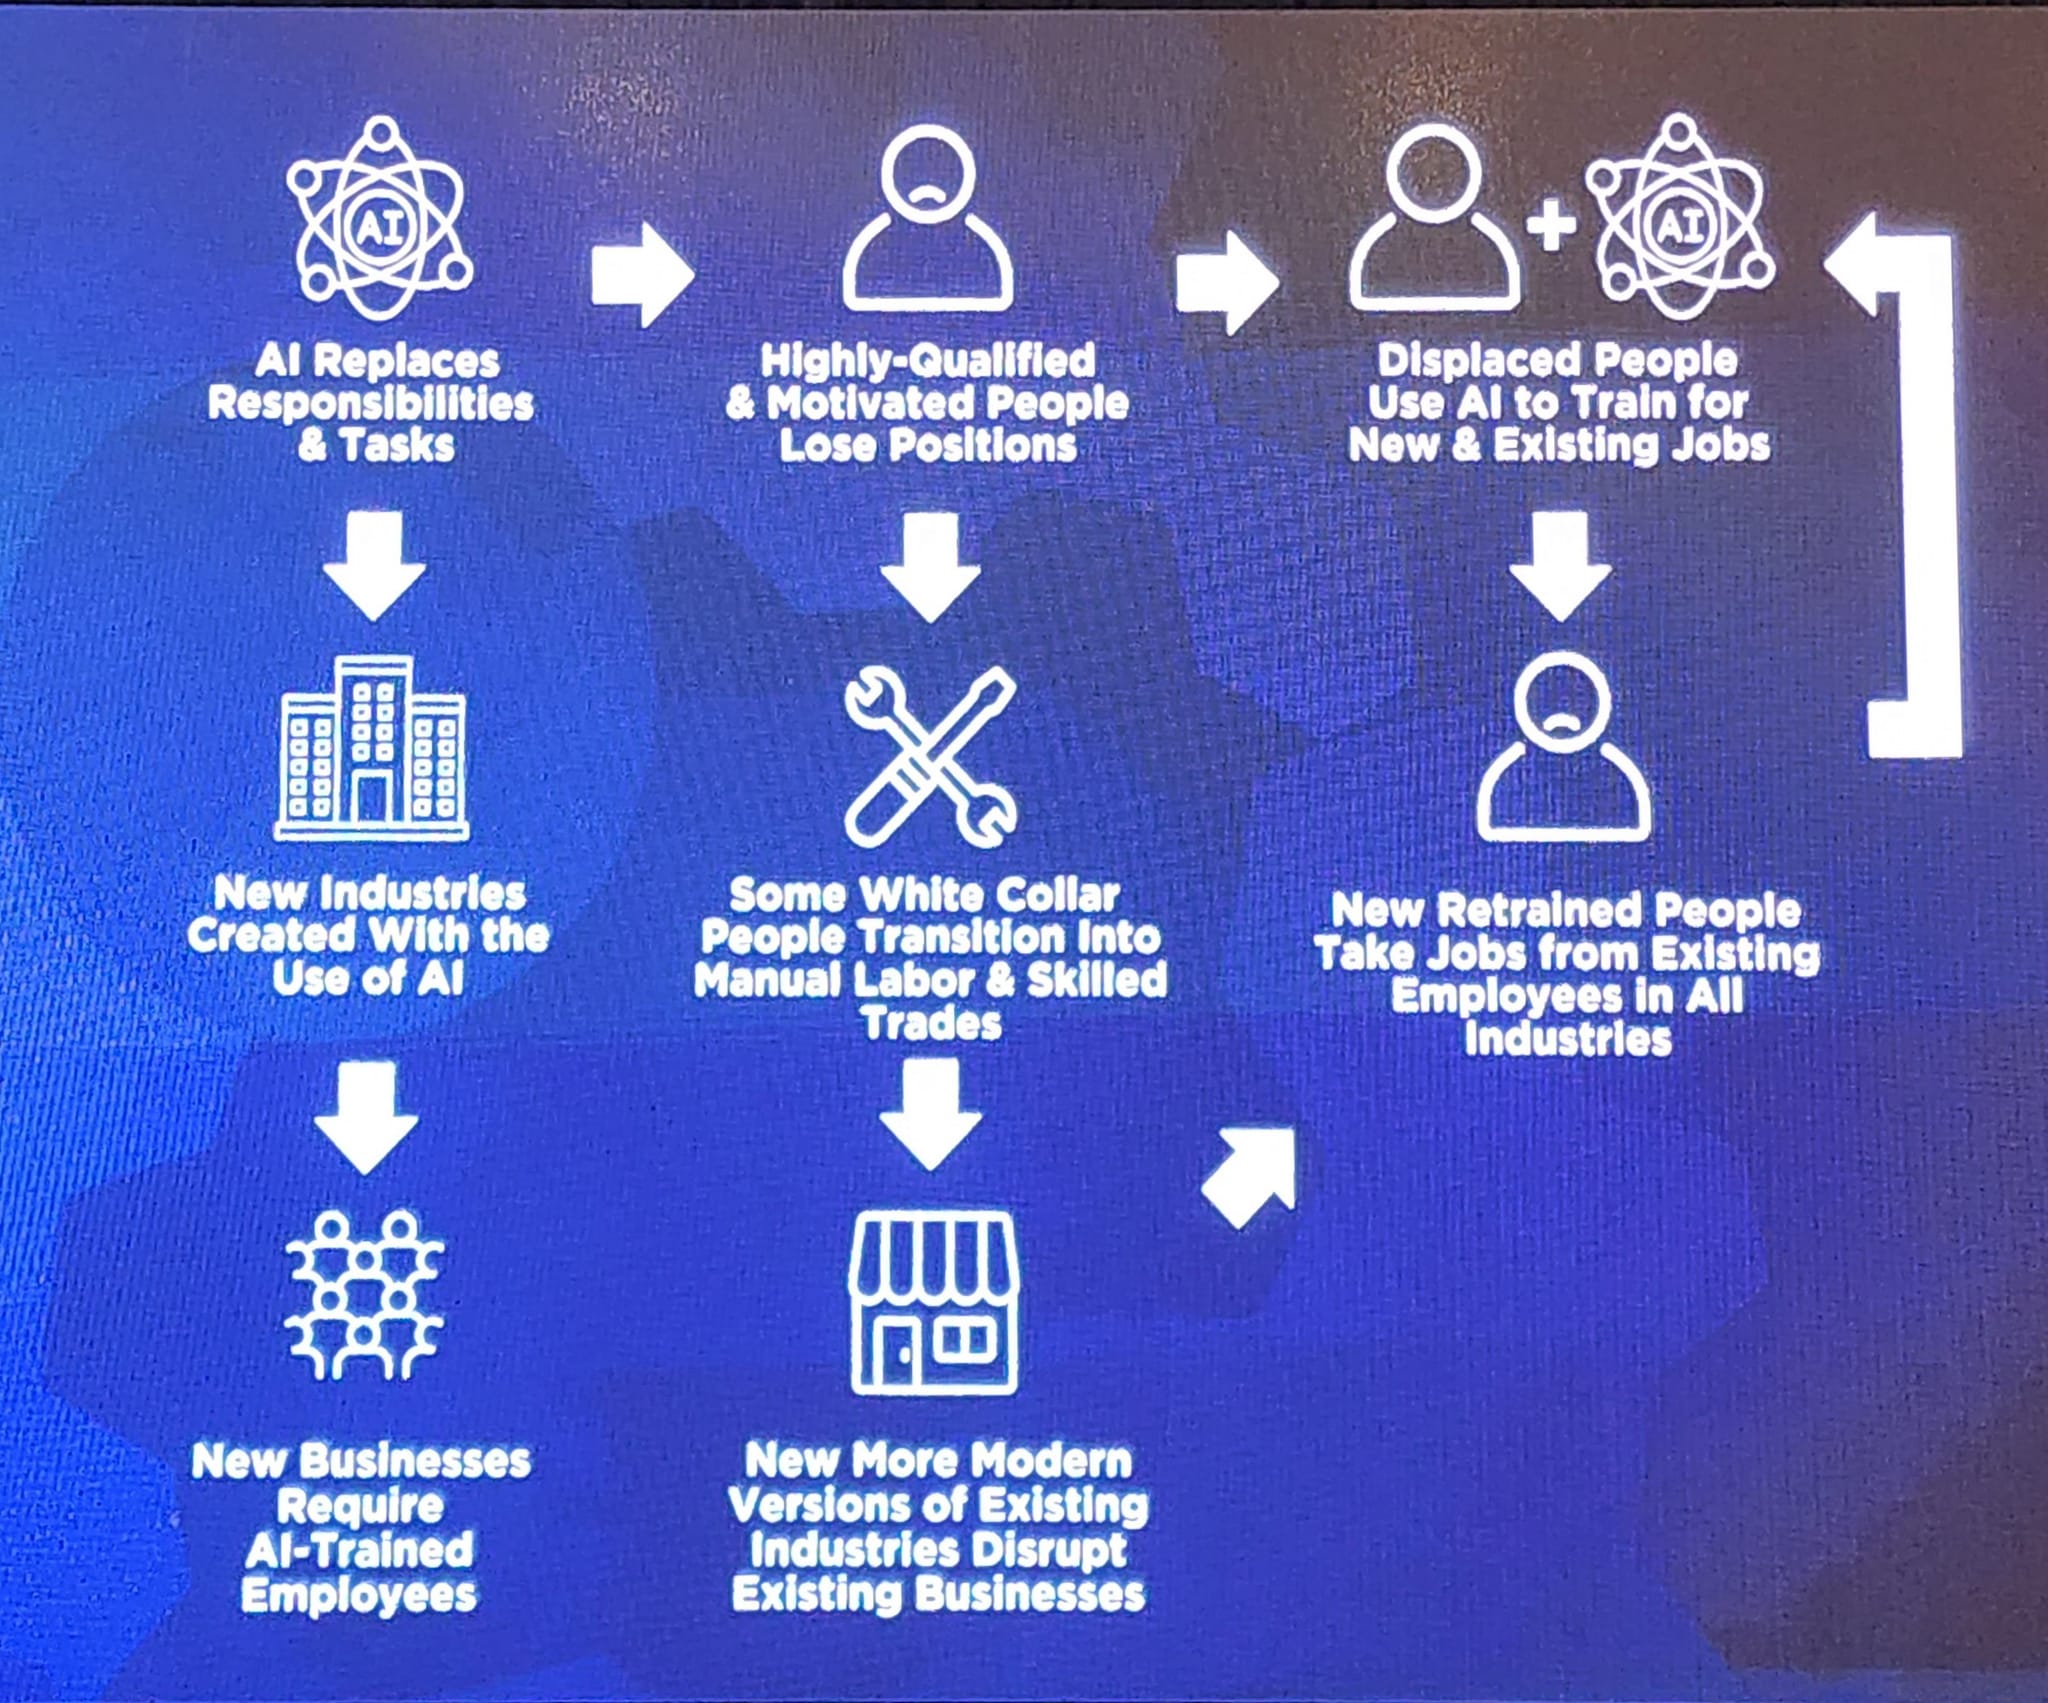 AI
AI Replaces
Responsibilities
& Tasks
Highly-Qualified
& Motivated People
Lose Positions
+
AI
Displaced People
Use AI to Train for
New & Existing Jobs
New Industries
Created With the
Use of AI
Some White Collar
People Transition Into
Manual Labor & Skilled
Trades
New Retrained People
Take Jobs from Existing
Employees in All
Industries
New Businesses
Require
AI-Trained
Employees
New More Modern
Versions of Existing
Industries Disrupt
Existing Businesses